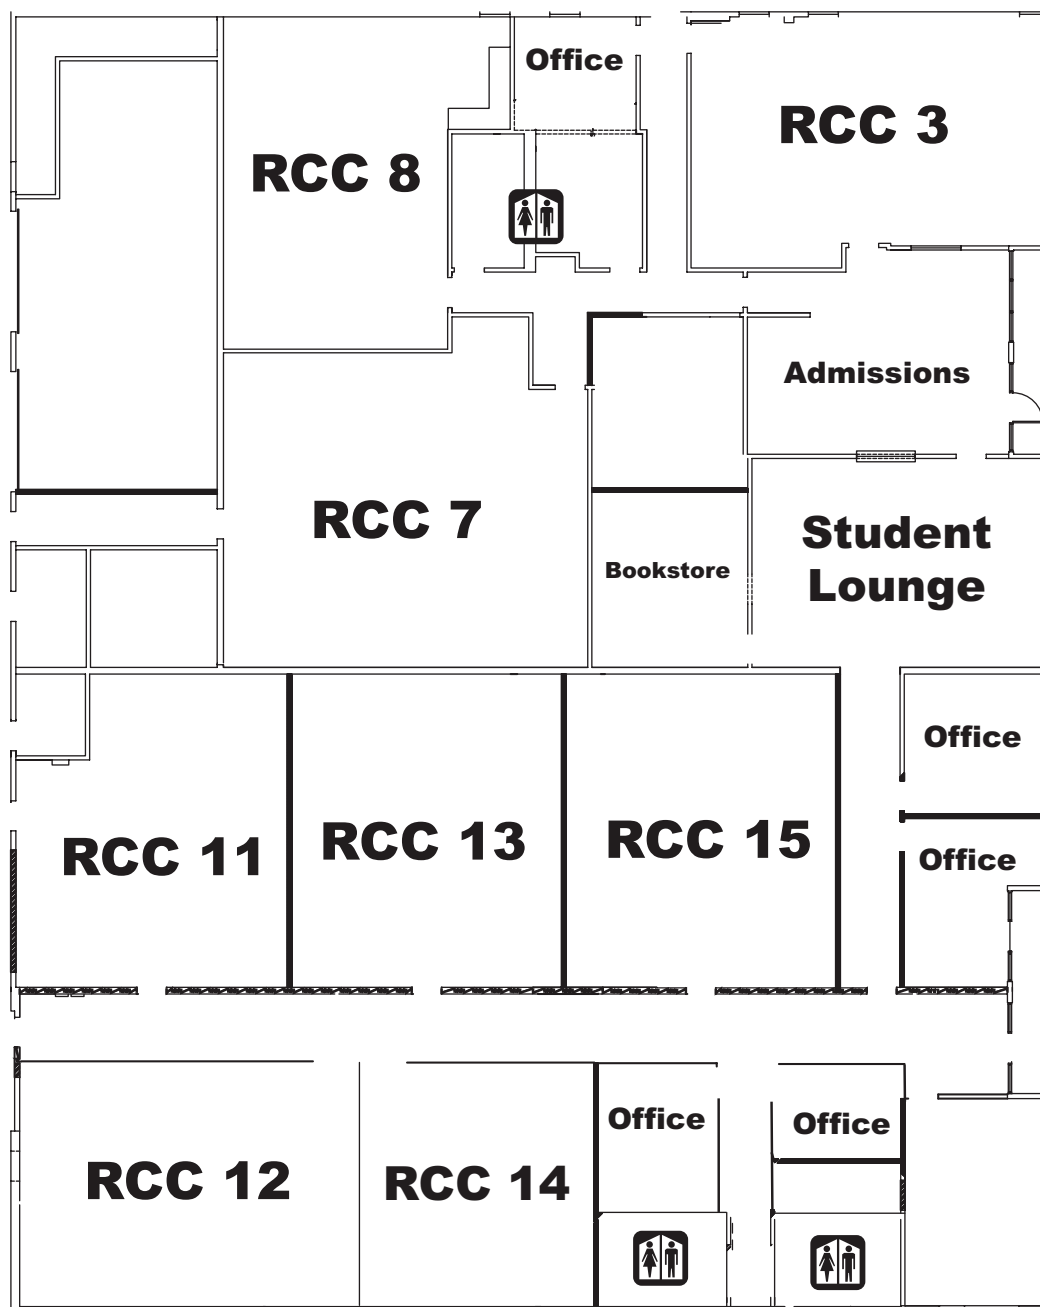 Office
RCC 3
RCC 8
Admissions
RCC 7
Student
Lounge
Bookstore
Office
RCC 11
RCC 13
RCC 15
Office
Office
Office
RCC 12
RCC 14